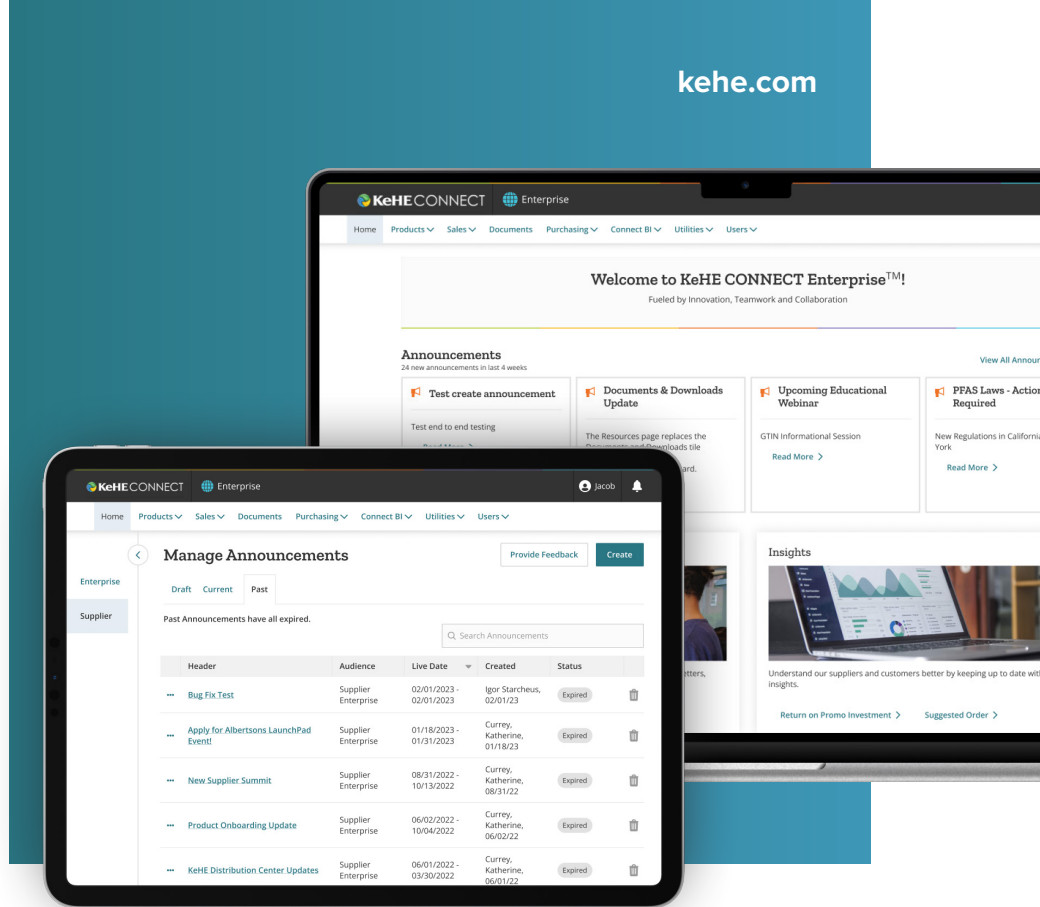 kehe.com
KeHE CONNECT Enterprise
Home Products Sales Documents Purchasing Connect BI Utilities Users
Welcome to KeHE CONNECT Enterprise™!
Fueled by Innovation, Teamwork and Collaboration
Announcements
24 new announcements in last 4 weeks
View All Announ
Test create announcement
Test end to end testing
Read More >
Documents & Downloads
Update
The Resources page replaces the
Documents and Downloads tile
ard.
Upcoming Educational
Webinar
GTIN Informational Session
Read More >
PFAS Laws - Action
Required
New Regulations in California
York
Read More >
etters,
Insights
Understand our suppliers and customers better by keeping up to date with
insights.
Return on Promo Investment > Suggested Order >
KeHE CONNECT Enterprise Jacob
Home Products Sales Documents Purchasing Connect BI Utilities Users
Enterprise
Supplier
Manage Announcements
Provide Feedback Create
Draft Current Past
Past Announcements have all expired.
Search Announcements
Header Audience Live Date Created Status
Bug Fix Test
Supplier
Enterprise
02/01/2023 -
02/01/2023
Igor Starcheus,
02/01/23
Expired
Apply for Albertsons LaunchPad
Event!
Supplier
Enterprise
01/18/2023 -
01/31/2023
Currey,
Katherine,
01/18/23
Expired
New Supplier Summit
Supplier
Enterprise
08/31/2022 -
10/13/2022
Currey,
Katherine,
08/31/22
Expired
Product Onboarding Update
Supplier
Enterprise
06/02/2022 -
10/04/2022
Currey,
Katherine,
06/02/22
Expired
KeHE Distribution Center Updates
Supplier
Enterprise
06/01/2022 -
03/30/2022
Currey,
Katherine,
06/01/22
Expired